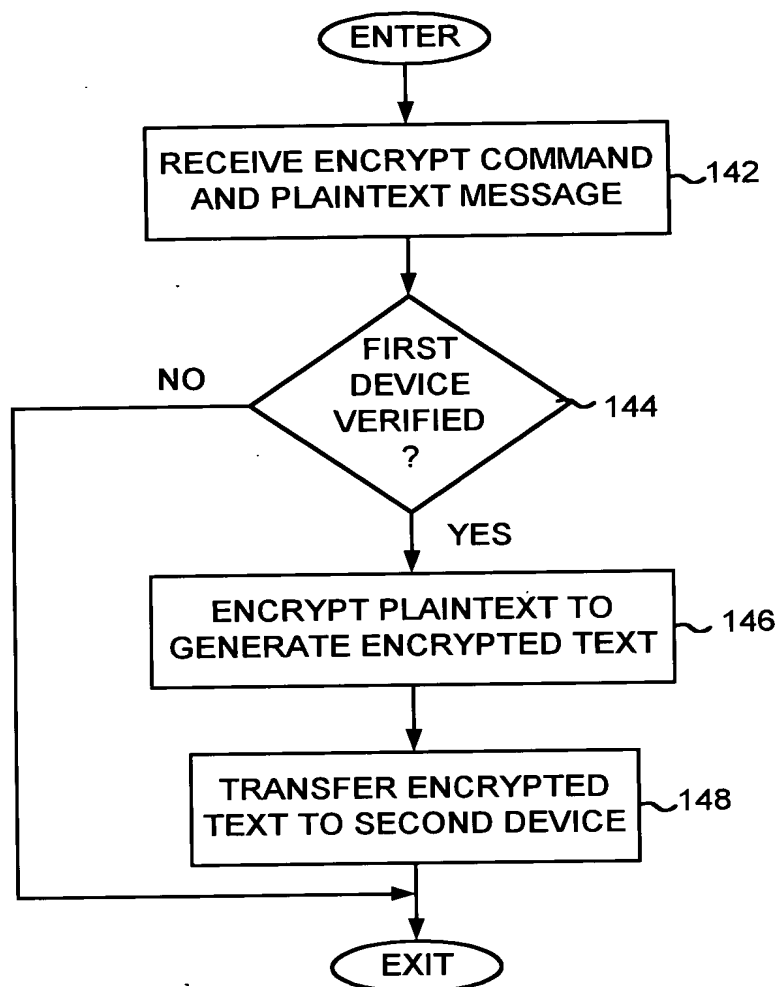 ENTER
RECEIVE ENCRYPT COMMAND
AND PLAINTEXT MESSAGE
142
FIRST
DEVICE
VERIFIED
?
144
NO
YES
ENCRYPT PLAINTEXT TO
GENERATE ENCRYPTED TEXT
146
TRANSFER ENCRYPTED
TEXT TO SECOND DEVICE
148
EXIT